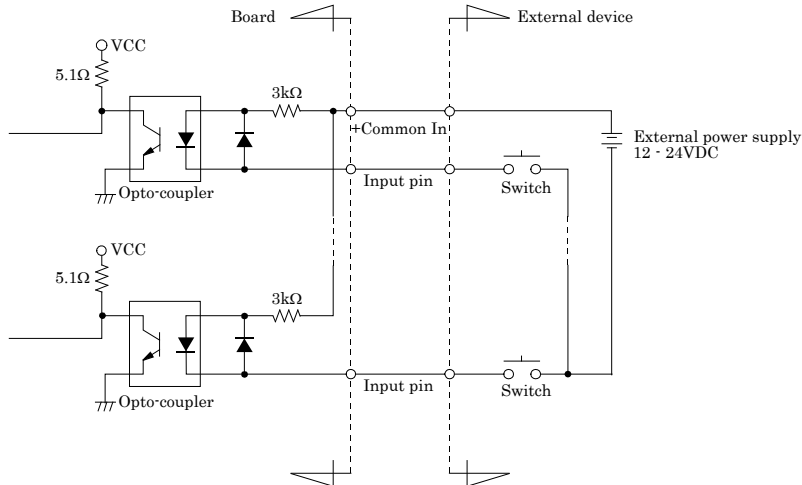 Board
External device
VCC
5.1Ω
3kΩ
+Common In
External power supply
12 - 24VDC
Input pin
Switch
Opto-coupler
VCC
5.1Ω
3kΩ
Input pin
Switch
Opto-coupler